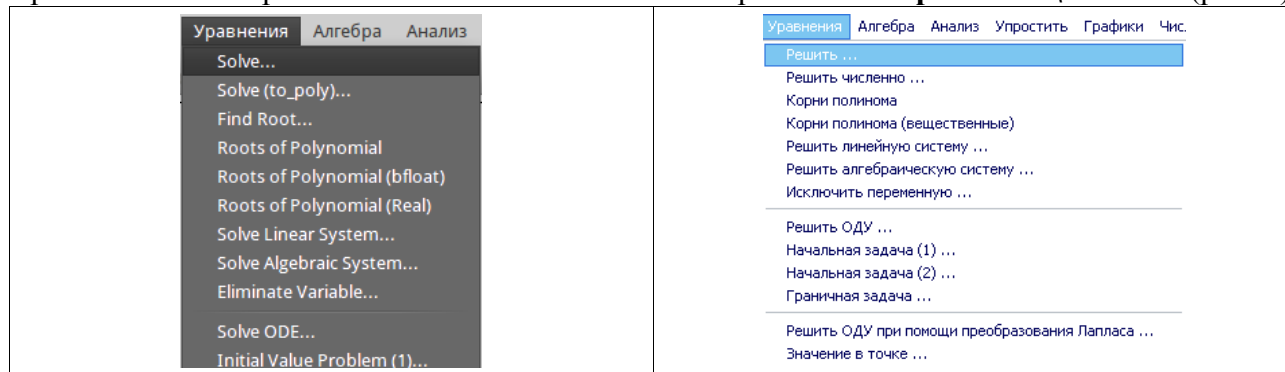 Уравнения Алгебра Анализ
Solve...
Solve (to_poly)...
Find Root...
Roots of Polynomial
Roots of Polynomial (bfloat)
Roots of Polynomial (Real)
Solve Linear System...
Solve Algebraic System...
Eliminate Variable...
Solve ODE...
Initial Value Problem (1)...
Уравнения Алгебра Анализ Упростить Графики Чис.
Решить ...
Решить численно ...
Корни полинома
Корни полинома (вещественные)
Решить линейную систему ...
Решить алгебраическую систему ...
Исключить переменную ...
Решить ОДУ ...
Начальная задача (1) ...
Начальная задача (2) ...
Граничная задача ...
Решить ОДУ при помощи преобразования Лапласа ...
Значение в точке ...